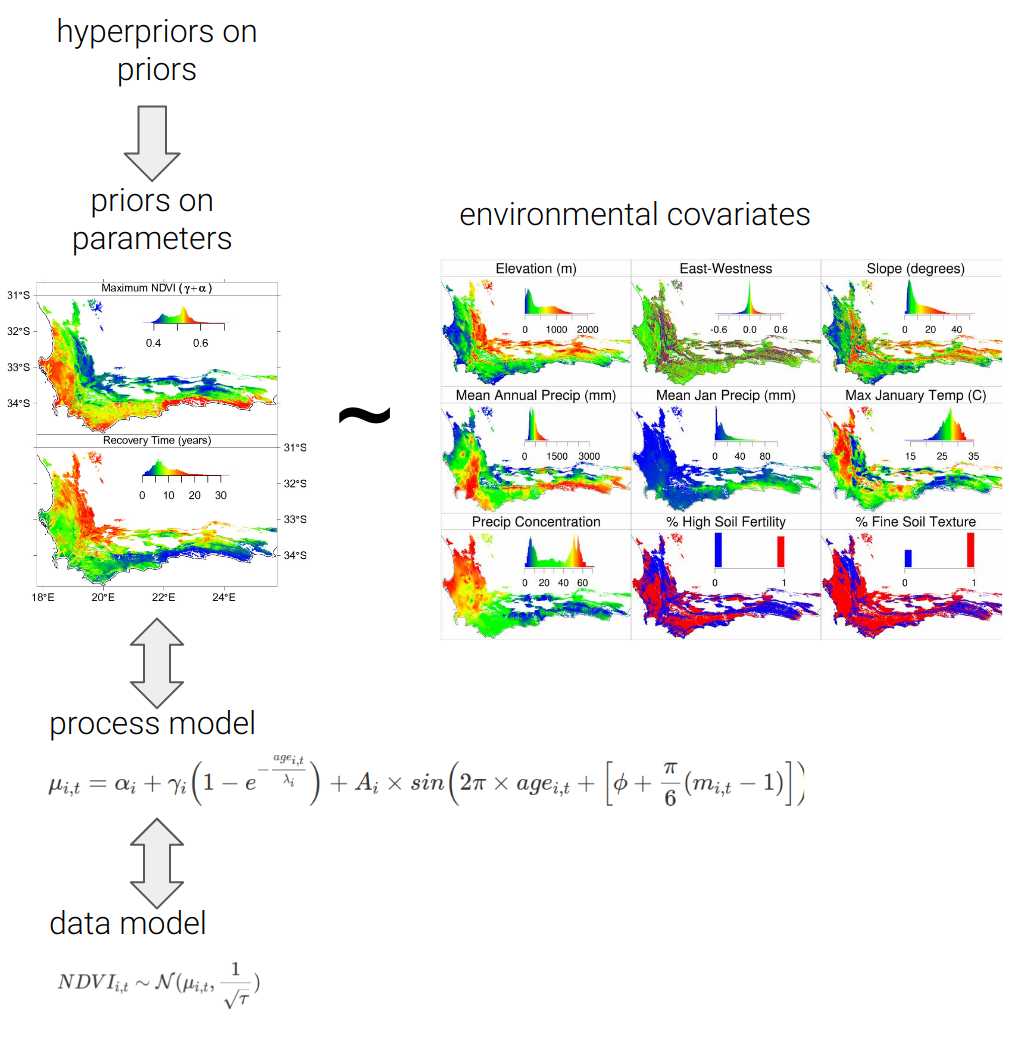 hyperpriors on
priors
priors on
parameters
environmental covariates
Maximum NDVI (γ+α)
0.4 0.6
31°S
32°S
33°S
34°S
Recovery Time (years)
0 10 20 30
31°S
32°S
33°S
34°S
18°E 20°E 22°E 24°E
~
Elevation (m)
0 1000 2000
East-Westness
-0.6 0.0 0.6
Slope (degrees)
0 20 40
Mean Annual Precip (mm)
0 1500 3000
Mean Jan Precip (mm)
0 40 80
Max January Temp (C)
15 25 35
Precip Concentration
0 20 40 60
% High Soil Fertility
0 1
% Fine Soil Texture
0 1
process model
μ_{i,t} = α_i + γ_i(1 − e^{−age_{i,t}/λ_i}) + A_i × sin(2π × age_{i,t} + [ϕ + π/6(m_{i,t} − 1)])
data model
NDVI_{i,t} ∼ N(μ_{i,t}, 1/√τ)